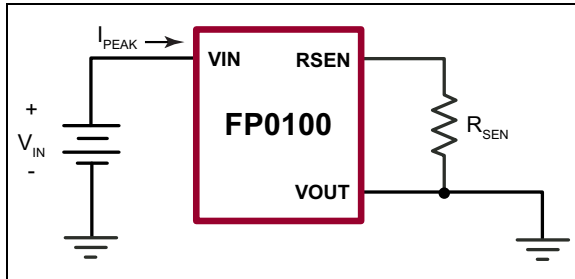 I_PEAK
VIN RSEN
FP0100
+
V_IN
-
R_SEN
VOUT